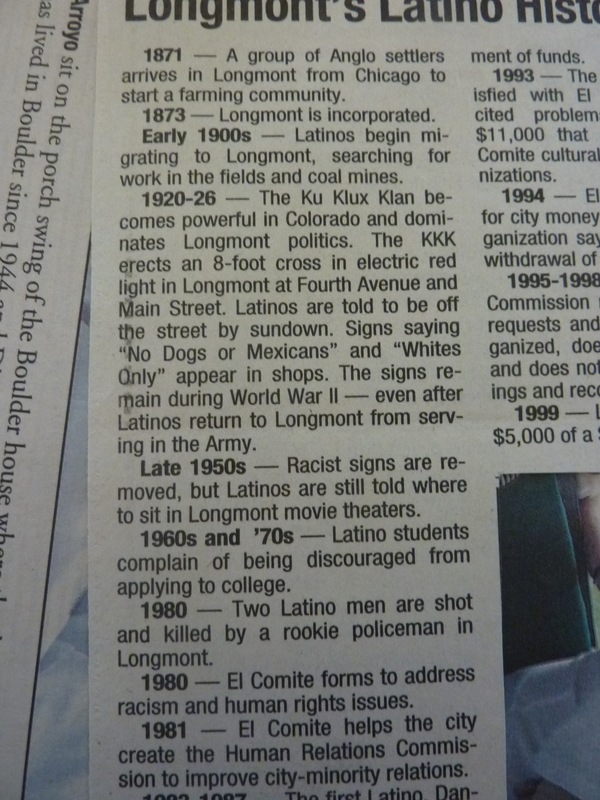 Arroyo sit on the porch swing of the Boulder house where
as lived in Boulder since 1944 and
Longmont's Latino
1871 — A group of Anglo settlers
arrives in Longmont from Chicago to
start a farming community.
1873 — Longmont is incorporated.
Early 1900s — Latinos begin mi-
grating to Longmont, searching for
work in the fields and coal mines.
1920-26 — The Ku Klux Klan be-
comes powerful in Colorado and domi-
nates Longmont politics. The KKK
erects an 8-foot cross in electric red
light in Longmont at Fourth Avenue and
Main Street. Latinos are told to be off
the street by sundown. Signs saying
“No Dogs or Mexicans” and “Whites
Only” appear in shops. The signs re-
main during World War II — even after
Latinos return to Longmont from serv-
ing in the Army.
Late 1950s — Racist signs are re-
moved, but Latinos are still told where
to sit in Longmont movie theaters.
1960s and '70s — Latino students
complain of being discouraged from
applying to college.
1980 — Two Latino men are shot
and killed by a rookie policeman in
Longmont.
1980 — El Comite forms to address
racism and human rights issues.
1981 — El Comite helps the city
create the Human Relations Commis-
sion to improve city-minority relations.
The first Latino, Dan-
ment of funds.
1993 — The
isfied with El
cited problem
$11,000 that
Comite cultural
nizations.
1994 — El
for city money
ganization say
withdrawal of
1995-1998
Commission
requests and
ganized, doe
and does not
ings and reco
1999 — L
$5,000 of a